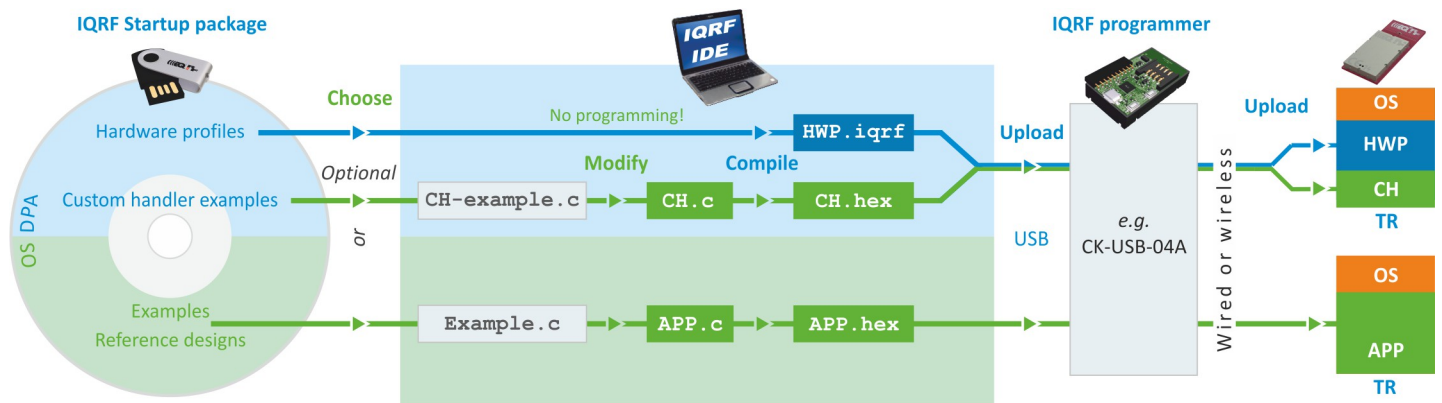 IQRF Startup package
IQRF
IDE
IQRF programmer
Choose
Upload
OS
Hardware profiles
No programming!
HWP.iqrf
Upload
HWP
Optional
Modify
Compile
Custom handler examples
CH-example.c
CH.c
CH.hex
CH
TR
OS DPA
or
USB
e.g.
CK-USB-04A
Wired or wireless
OS
Examples
Reference designs
Example.c
APP.c
APP.hex
APP
TR